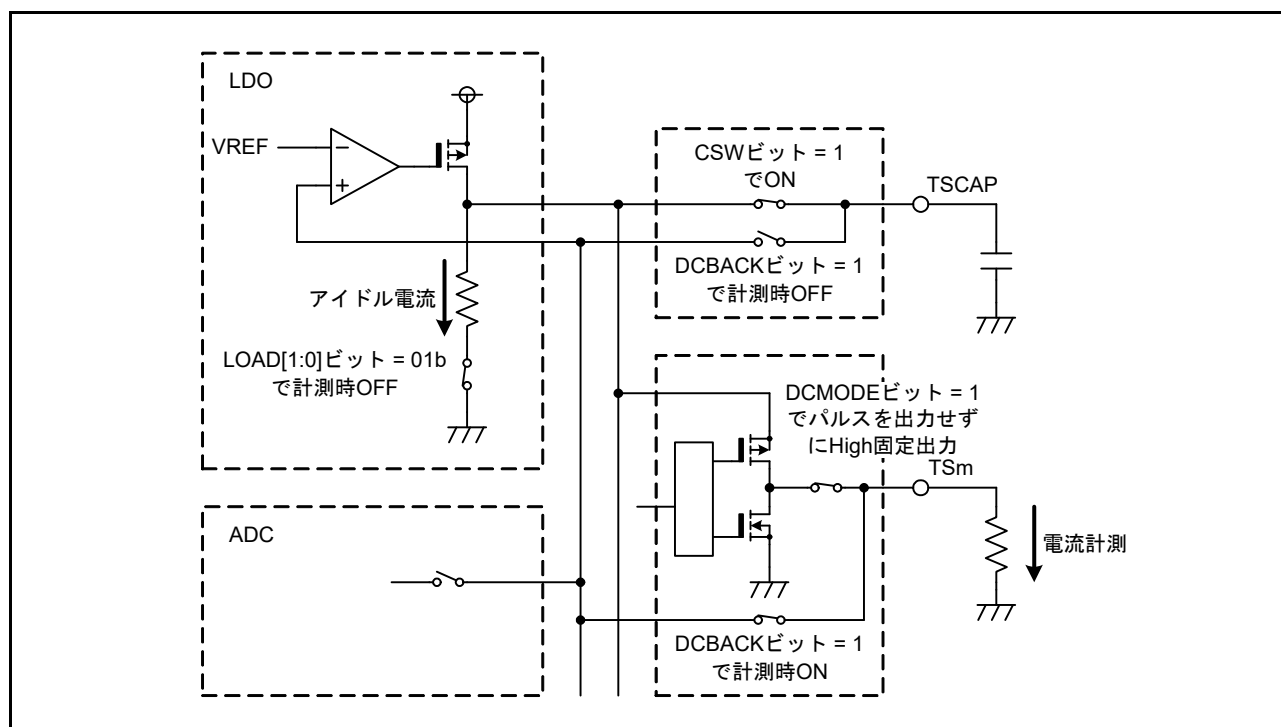 LDO
VREF
−
+
アイドル電流
LOAD[1:0]ビット = 01b
で計測時OFF
CSWビット = 1
でON
TSCAP
DCBACKビット = 1
で計測時OFF
DCMODEビット = 1
でパルスを出力せず
にHigh固定出力
TSm
電流計測
ADC
DCBACKビット = 1
で計測時ON